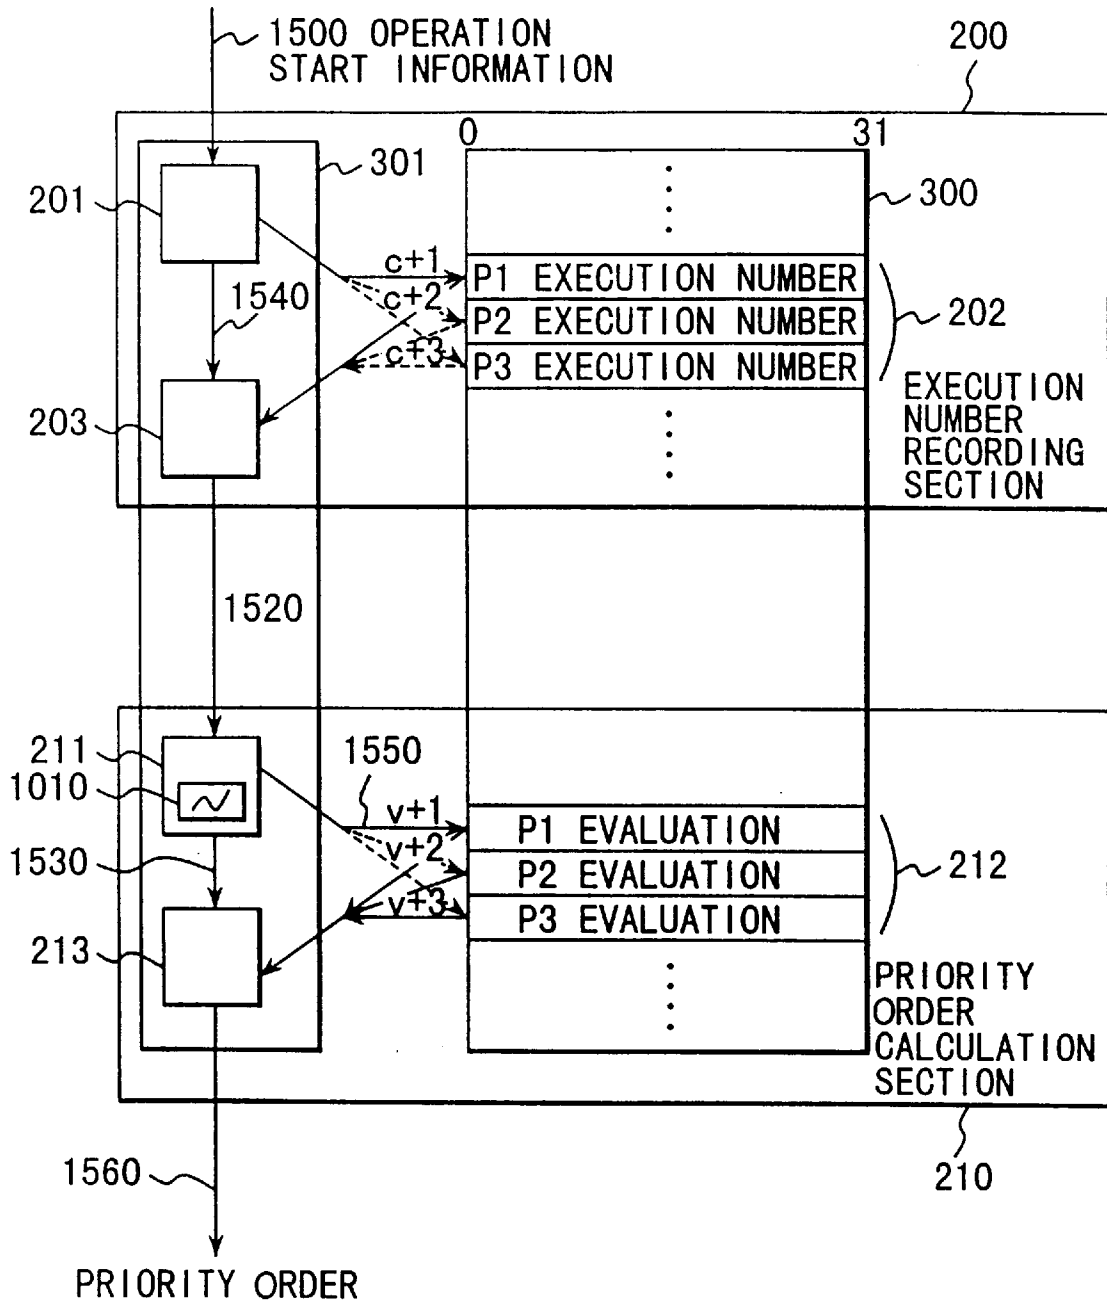 1500 OPERATION
START INFORMATION
200
0
31
301
201
300
c+1
P1 EXECUTION NUMBER
1540
c+2
P2 EXECUTION NUMBER
202
c+3
P3 EXECUTION NUMBER
203
EXECUTION
NUMBER
RECORDING
SECTION
1520
211
1550
1010
v+1
P1 EVALUATION
1530
v+2
P2 EVALUATION
212
v+3
P3 EVALUATION
213
PRIORITY
ORDER
CALCULATION
SECTION
1560
210
PRIORITY ORDER